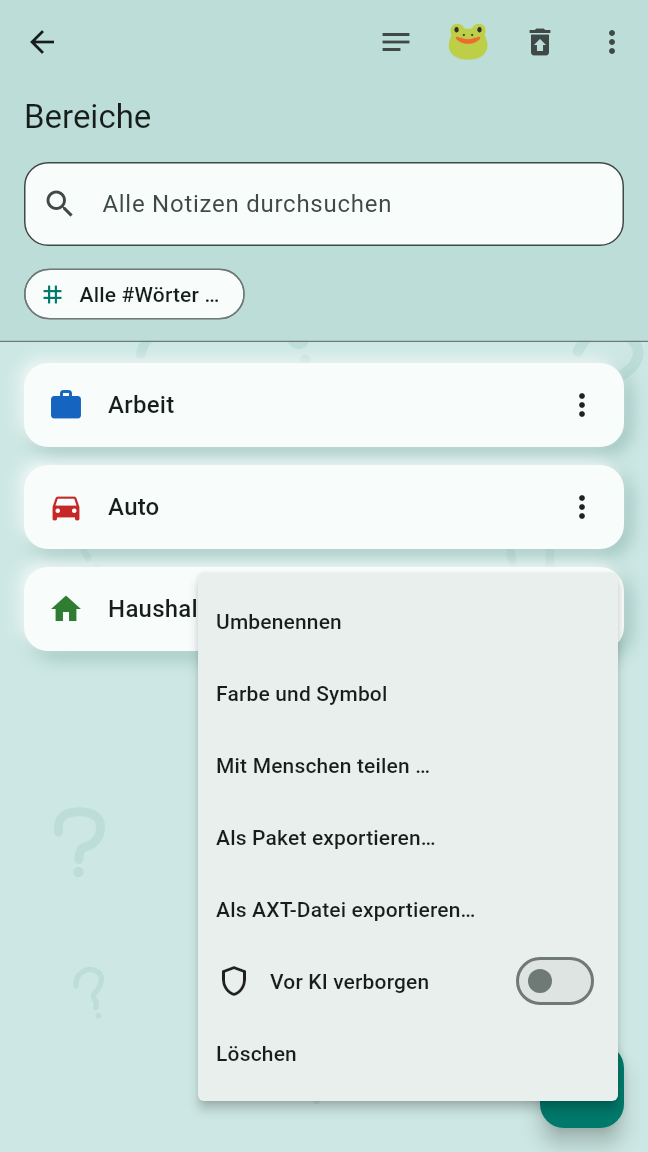 Bereiche
Alle Notizen durchsuchen
Alle #Wörter ...
Arbeit
Auto
Umbenennen
Farbe und Symbol
Mit Menschen teilen ...
Als Paket exportieren...
Als AXT-Datei exportieren...
Vor KI verborgen
Löschen